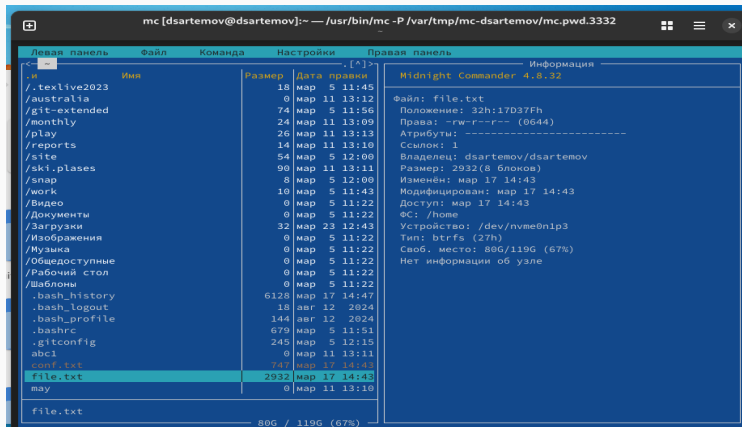 mc [dsartemov@dsartemov]:~ — /usr/bin/mc -P /var/tmp/mc-dsartemov/mc.pwd.3332
Левая панель Файл Команда Настройки Правая панель
<─ ~ .[^]>
.и Имя Размер Дата правки
/.texlive2023 18 мар 5 11:45
/australia 0 мар 11 13:12
/git-extended 74 мар 5 11:56
/monthly 24 мар 11 13:09
/play 26 мар 11 13:13
/reports 14 мар 11 13:10
/site 54 мар 5 12:00
/ski.plases 90 мар 11 13:11
/snap 8 мар 5 12:00
/work 10 мар 5 11:43
/Видео 0 мар 5 11:22
/Документы 0 мар 5 11:22
/Загрузки 32 мар 23 12:43
/Изображения 0 мар 5 11:22
/Музыка 0 мар 5 11:22
/Общедоступные 0 мар 5 11:22
/Рабочий стол 0 мар 5 11:22
/Шаблоны 0 мар 5 11:22
.bash_history 6128 мар 17 14:47
.bash_logout 18 авг 12 2024
.bash_profile 144 авг 12 2024
.bashrc 679 мар 5 11:51
.gitconfig 245 мар 5 12:15
abc1 0 мар 11 13:11
conf.txt 747 мар 17 14:43
file.txt 2932 мар 17 14:43
may 0 мар 11 13:10
file.txt
80G / 119G (67%)
Информация
Midnight Commander 4.8.32
Файл: file.txt
Положение: 32h:17D37Fh
Права: -rw-r--r-- (0644)
Атрибуты: --------------------------
Ссылок: 1
Владелец: dsartemov/dsartemov
Размер: 2932(8 блоков)
Изменён: мар 17 14:43
Модифицирован: мар 17 14:43
Доступ: мар 17 14:43
ФС: /home
Устройство: /dev/nvme0n1p3
Тип: btrfs (27h)
Своб. место: 80G/119G (67%)
Нет информации об узле